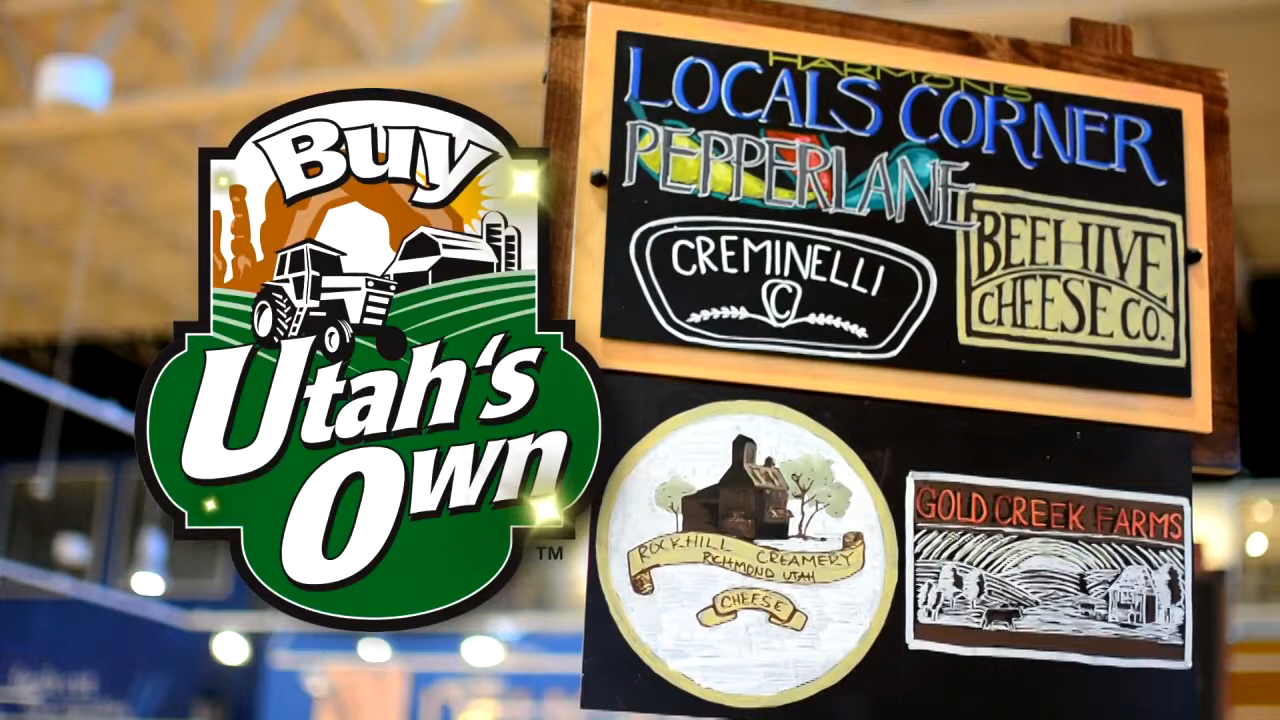 Buy
Utah's
Own
TM
HARMONS
LOCALS CORNER
PEPPERLANE
CREMINELLI
C
BEEHIVE
CHEESE CO.
ROCKHILL CREAMERY
RICHMOND UTAH
CHEESE
GOLD CREEK FARMS